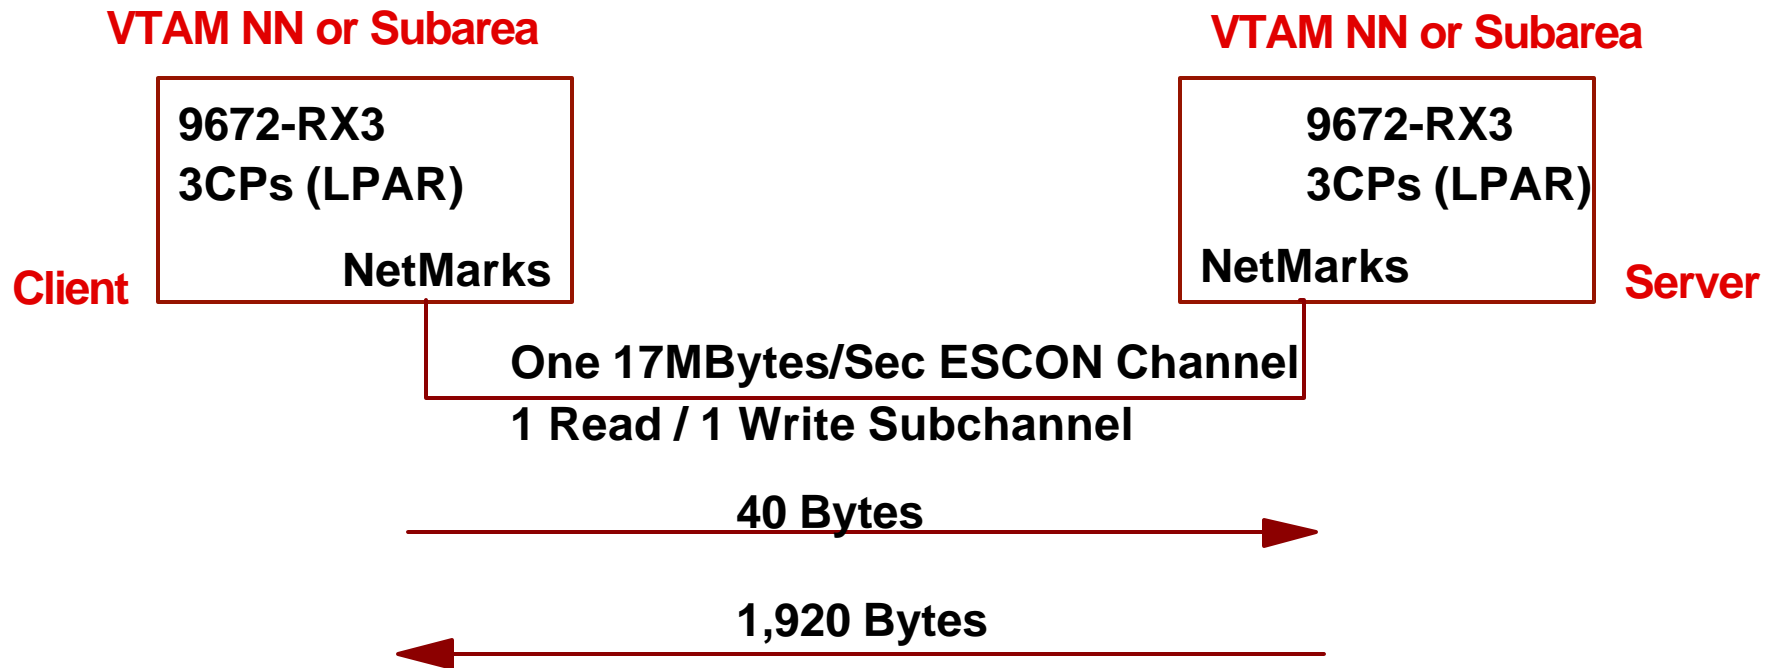 VTAM NN or Subarea
VTAM NN or Subarea
9672-RX3
3CPs (LPAR)
NetMarks
Client
9672-RX3
3CPs (LPAR)
NetMarks
Server
One 17MBytes/Sec ESCON Channel
1 Read / 1 Write Subchannel
40 Bytes
1,920 Bytes